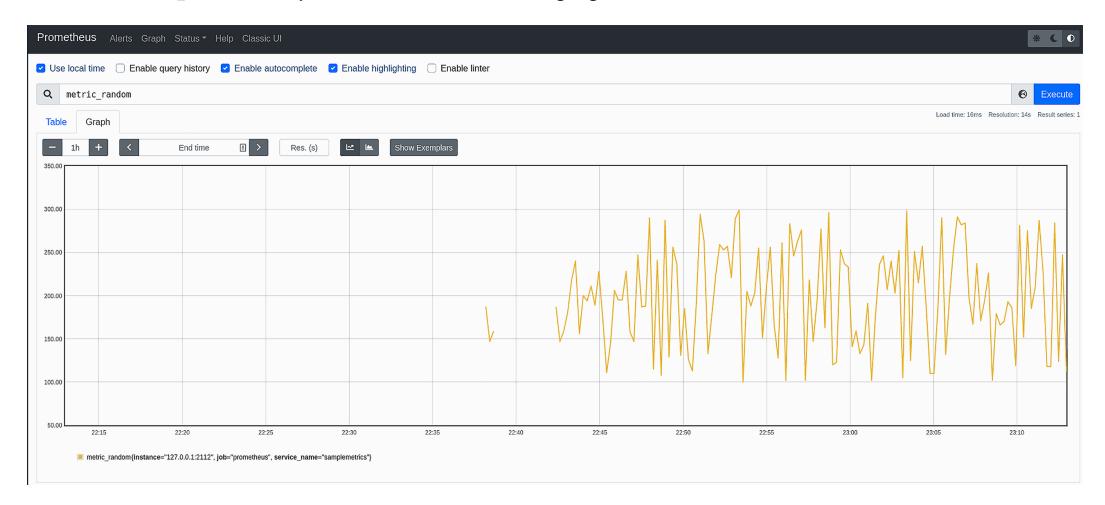 Prometheus Alerts Graph Status Help Classic UI
Use local time Enable query history Enable autocomplete Enable highlighting Enable linter
metric_random Execute
Load time: 16ms Resolution: 14s Result series: 1
Table Graph
1h End time Res. (s) Show Exemplars
350.00
300.00
250.00
200.00
150.00
100.00
50.00
22:15 22:20 22:25 22:30 22:35 22:40 22:45 22:50 22:55 23:00 23:05 23:10
metric_random{instance="127.0.0.1:2112", job="prometheus", service_name="samplemetrics"}